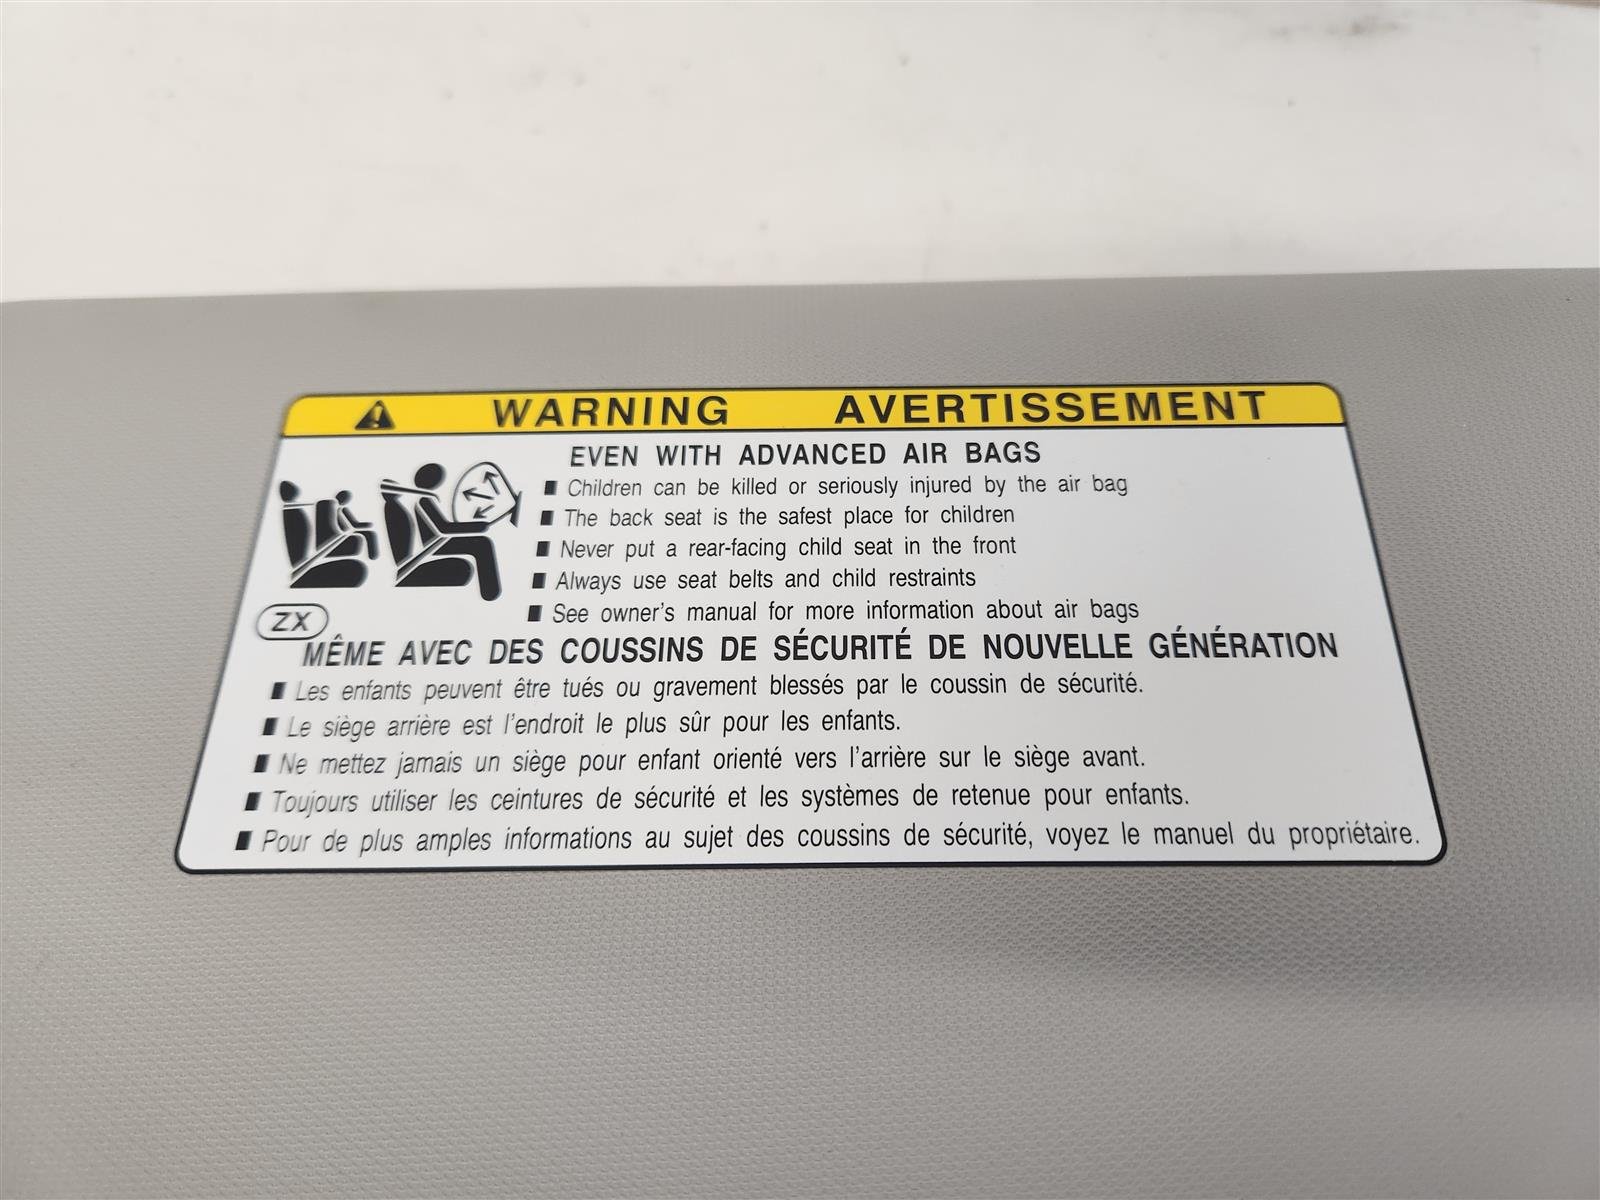 WARNING AVERTISSEMENT
EVEN WITH ADVANCED AIR BAGS
■ Children can be killed or seriously injured by the air bag
■ The back seat is the safest place for children
■ Never put a rear-facing child seat in the front
■ Always use seat belts and child restraints
■ See owner's manual for more information about air bags
ZX
MÊME AVEC DES COUSSINS DE SÉCURITÉ DE NOUVELLE GÉNÉRATION
■ Les enfants peuvent être tués ou gravement blessés par le coussin de sécurité.
■ Le siège arrière est l'endroit le plus sûr pour les enfants.
■ Ne mettez jamais un siège pour enfant orienté vers l'arrière sur le siège avant.
■ Toujours utiliser les ceintures de sécurité et les systèmes de retenue pour enfants.
■ Pour de plus amples informations au sujet des coussins de sécurité, voyez le manuel du propriétaire.